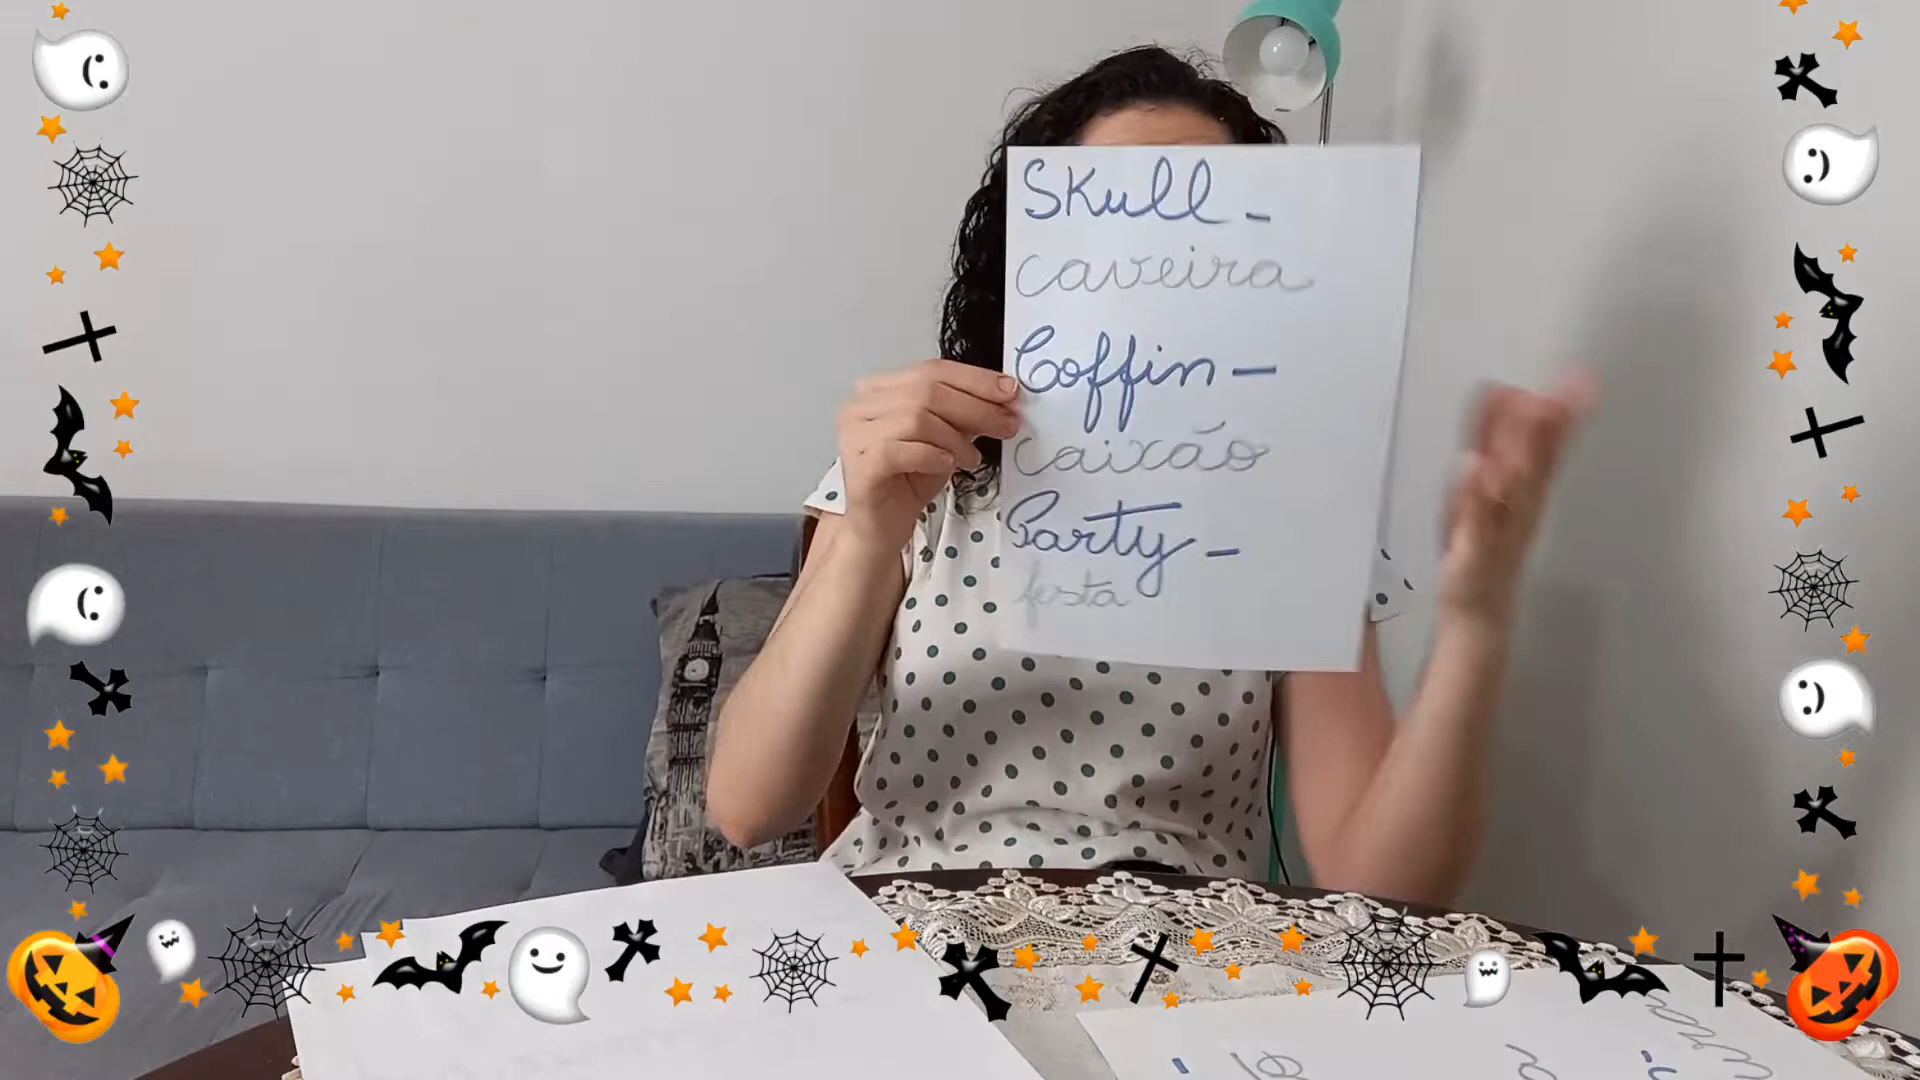 Skull -
caveira
Coffin -
caixão
Party -
festa